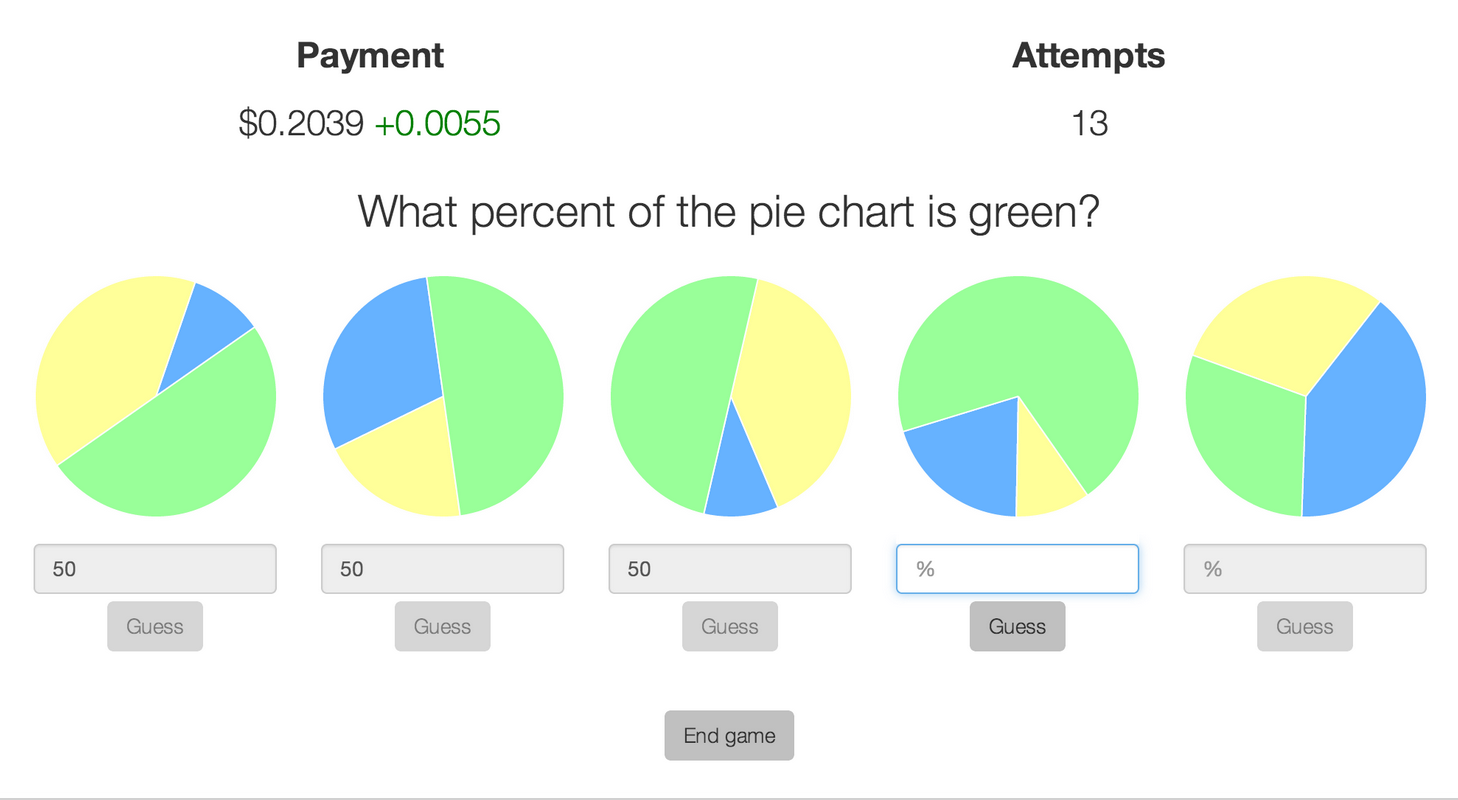 Payment
Attempts
$0.2039 +0.0055
13
What percent of the pie chart is green?
50
50
50
%
%
Guess
Guess
Guess
Guess
Guess
End game